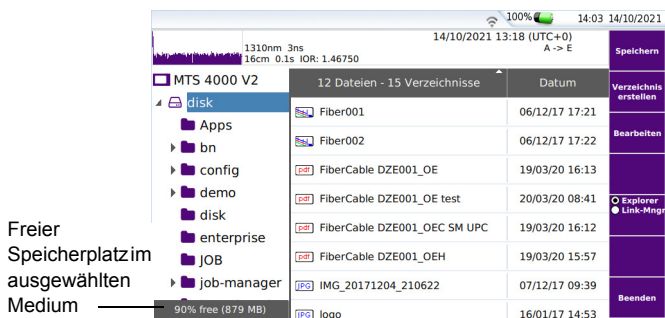 100% 14:03 14/10/2021
14/10/2021 13:18 (UTC+0)
1310nm 3ns A -> E
16cm 0.1s IOR: 1.46750
Speichern
MTS 4000 V2
disk
Apps
bn
config
demo
disk
enterprise
JOB
job-manager
90% free (879 MB)
12 Dateien - 15 Verzeichnisse Datum
Fiber001 06/12/17 17:21
Fiber002 06/12/17 17:22
pdf FiberCable DZE001_OE 19/03/20 16:13
pdf FiberCable DZE001_OE test 20/03/20 08:41
pdf FiberCable DZE001_OEC SM UPC 19/03/20 16:12
pdf FiberCable DZE001_OEH 19/03/20 15:57
JPG IMG_20171204_210622 07/12/17 09:39
JPG logo 16/01/17 14:53
Verzeichnis
erstellen
Bearbeiten
Explorer
Link-Mngr
Beenden
Freier
Speicherplatz im
ausgewählten
Medium